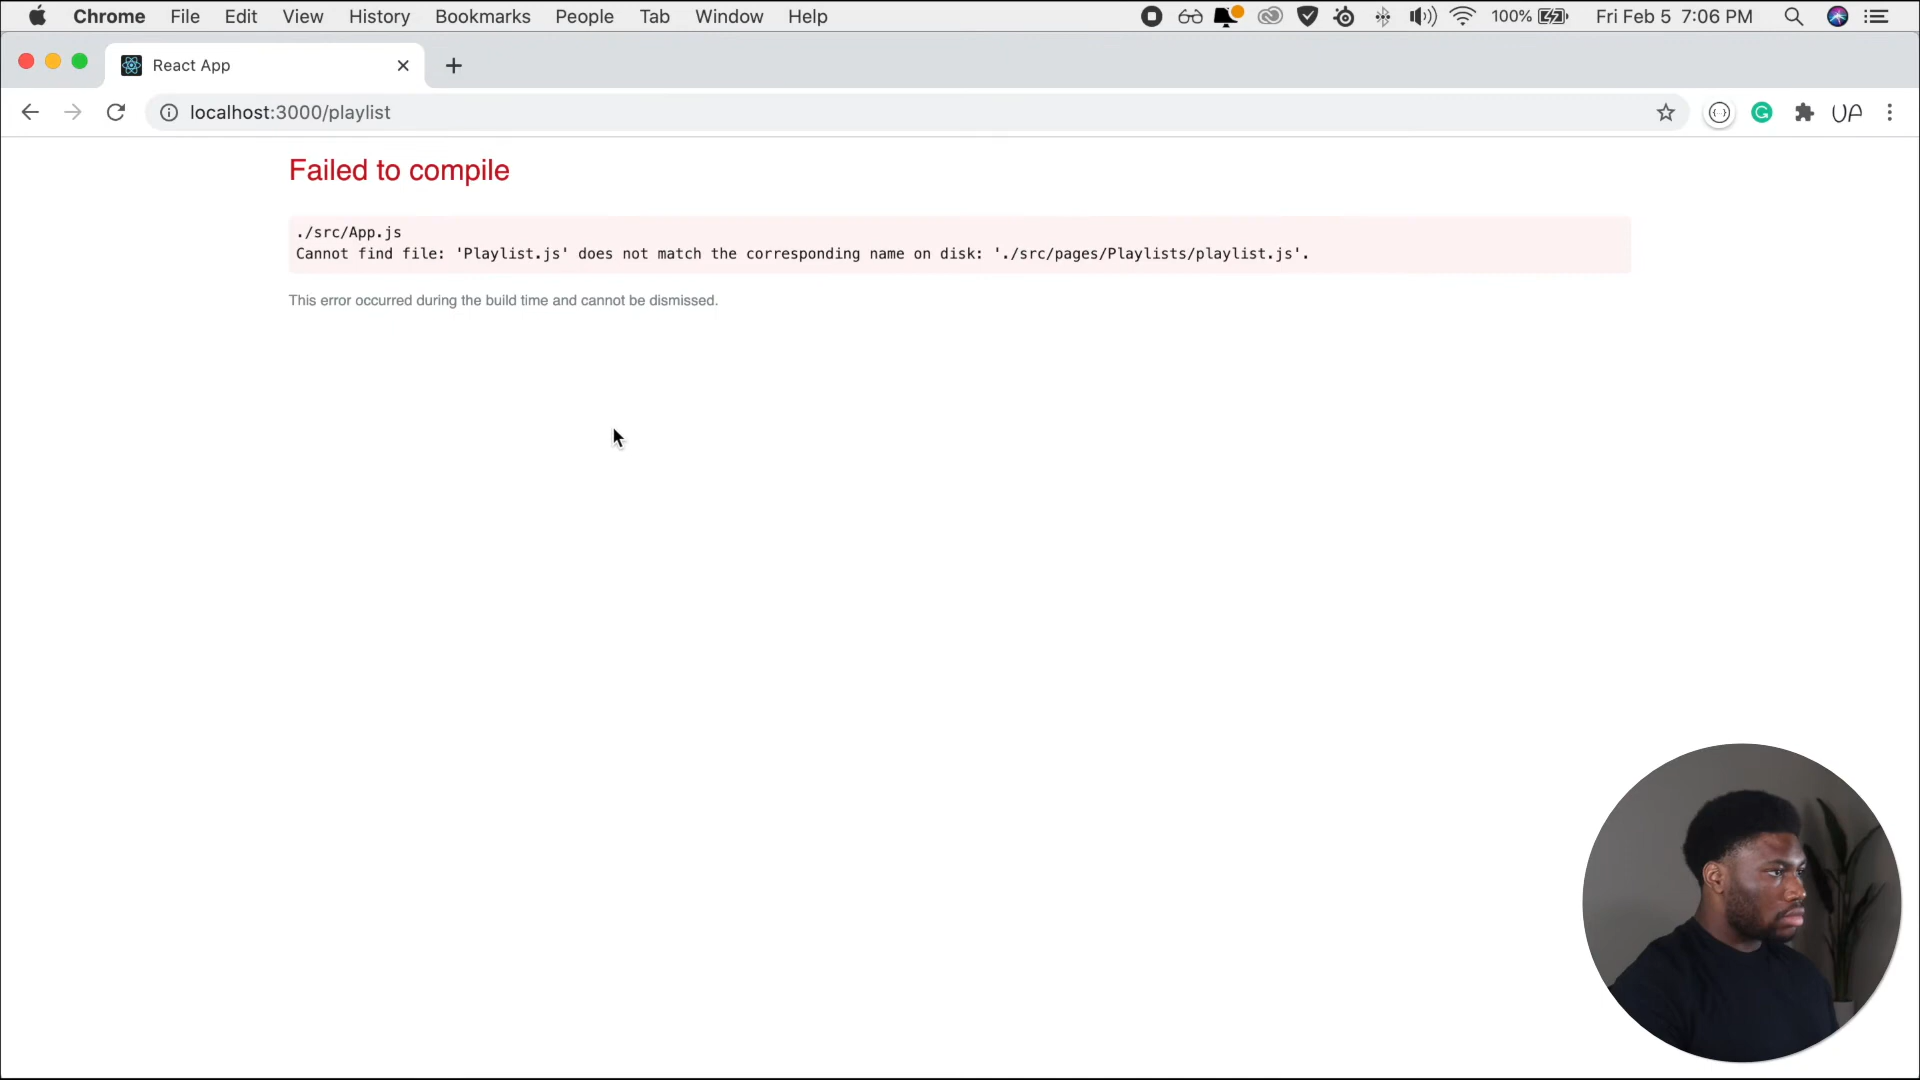 Chrome File Edit View History Bookmarks People Tab Window Help 100% Fri Feb 5 7:06 PM
React App
localhost:3000/playlist
Failed to compile
./src/App.js
Cannot find file: 'Playlist.js' does not match the corresponding name on disk: './src/pages/Playlists/playlist.js'.
This error occurred during the build time and cannot be dismissed.